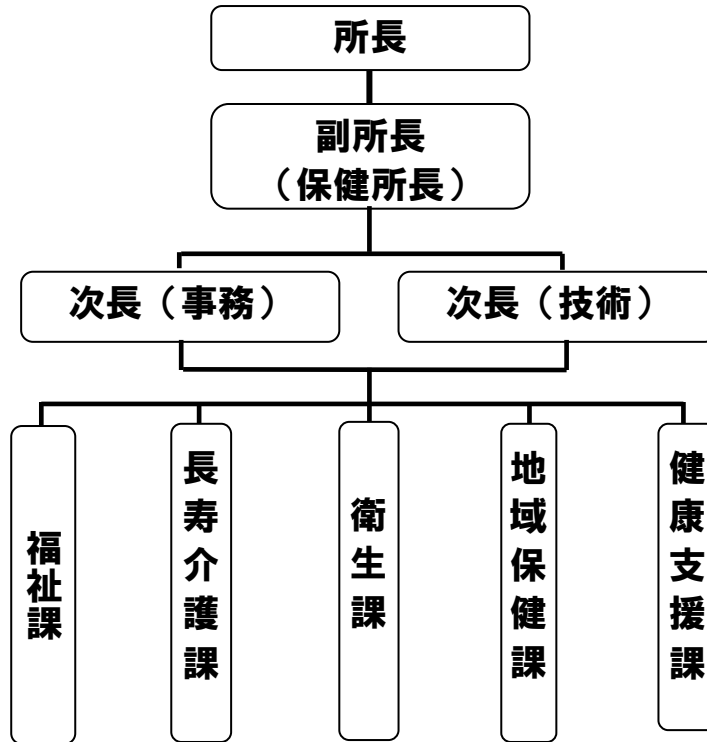 所長
副所長
（保健所長）
次長（事務）
次長（技術）
福祉課
長寿介護課
衛生課
地域保健課
健康支援課